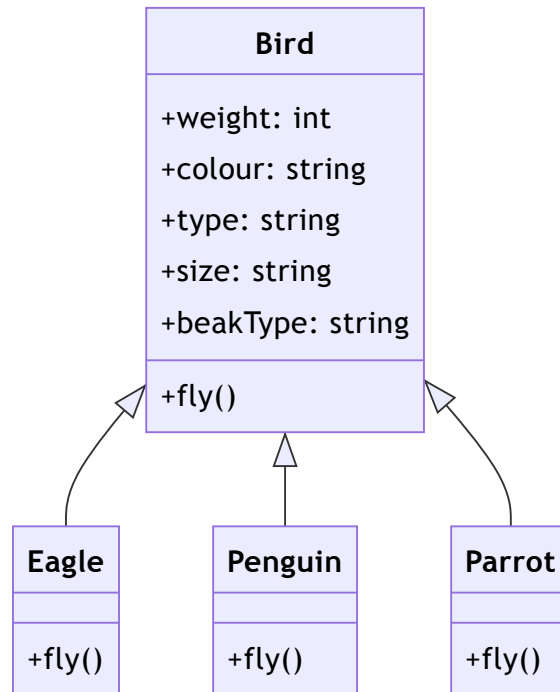 Bird
+weight: int
+colour: string
+type: string
+size: string
+beakType: string
+fly()
Eagle
+fly()
Penguin
+fly()
Parrot
+fly()